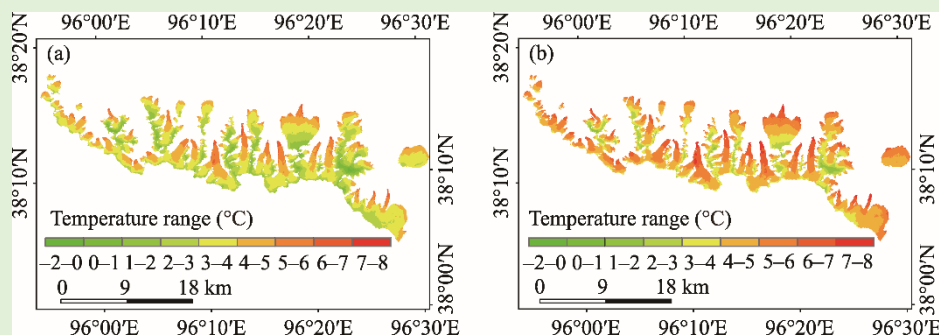 96°00′E 96°10′E 96°20′E 96°30′E
38°20′N
38°10′N
38°10′N
38°00′N
(a)
Temperature range (°C)
−2–0 0–1 1–2 2–3 3–4 4–5 5–6 6–7 7–8
0 9 18 km
96°00′E 96°10′E 96°20′E 96°30′E
96°00′E 96°10′E 96°20′E 96°30′E
38°20′N
38°10′N
38°10′N
38°00′N
(b)
Temperature range (°C)
−2–0 0–1 1–2 2–3 3–4 4–5 5–6 6–7 7–8
0 9 18 km
96°00′E 96°10′E 96°20′E 96°30′E